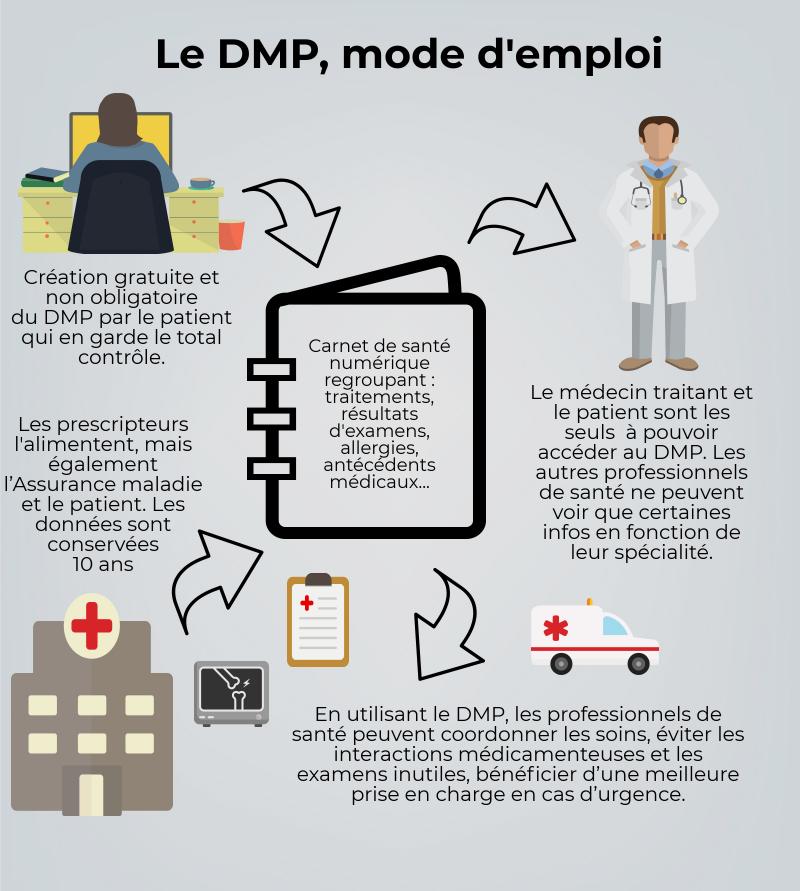 Le DMP, mode d'emploi
Création gratuite et
non obligatoire
du DMP par le patient
qui en garde le total
contrôle.
Carnet de santé
numérique
regroupant :
traitements,
résultats
d'examens,
allergies,
antécédents
médicaux...
Le médecin traitant et
le patient sont les
seuls à pouvoir
accéder au DMP. Les
autres professionnels
de santé ne peuvent
voir que certaines
infos en fonction de
leur spécialité.
Les prescripteurs
l'alimentent, mais
également
l’Assurance maladie
et le patient. Les
données sont
conservées
10 ans
En utilisant le DMP, les professionnels de
santé peuvent coordonner les soins, éviter les
interactions médicamenteuses et les
examens inutiles, bénéficier d’une meilleure
prise en charge en cas d’urgence.